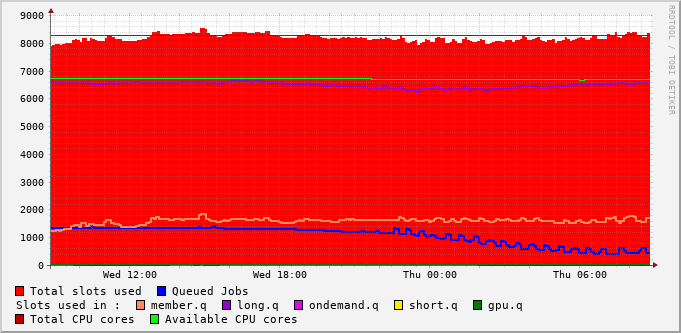 9000
8000
7000
6000
5000
4000
3000
2000
1000
0
Wed 12:00 Wed 18:00 Thu 00:00 Thu 06:00
Total slots used Queued Jobs
Slots used in : member.q long.q ondemand.q short.q gpu.q
Total CPU cores Available CPU cores
RRDTOOL / TOBI OETIKER